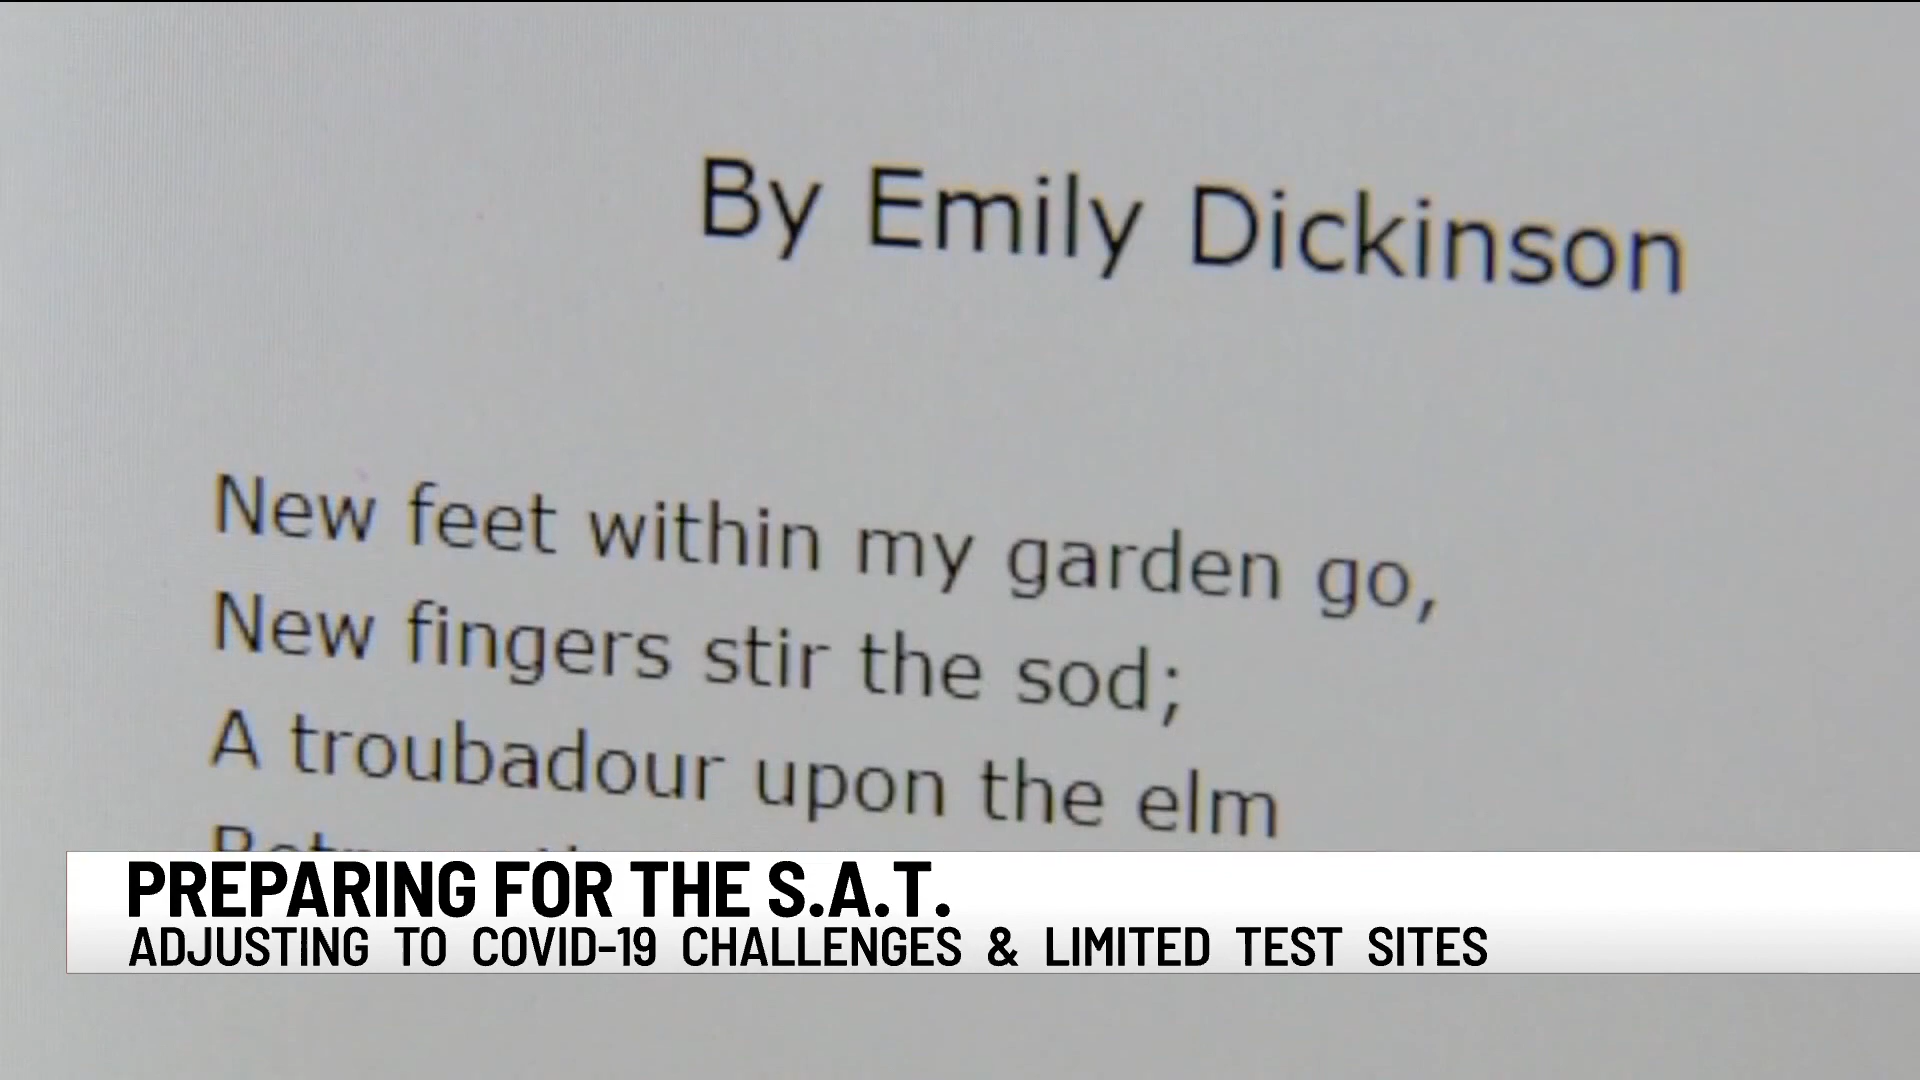 By Emily Dickinson
New feet within my garden go,
New fingers stir the sod;
A troubadour upon the elm
PREPARING FOR THE S.A.T.
ADJUSTING TO COVID-19 CHALLENGES & LIMITED TEST SITES